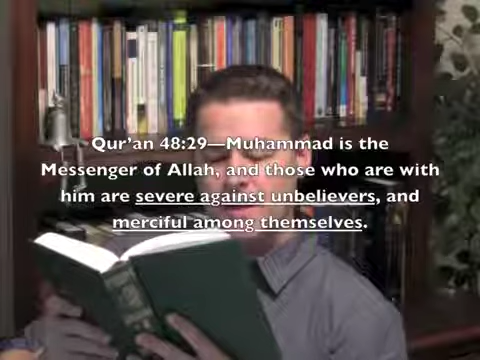 Qur’an 48:29—Muhammad is the
Messenger of Allah, and those who are with
him are severe against unbelievers, and
merciful among themselves.